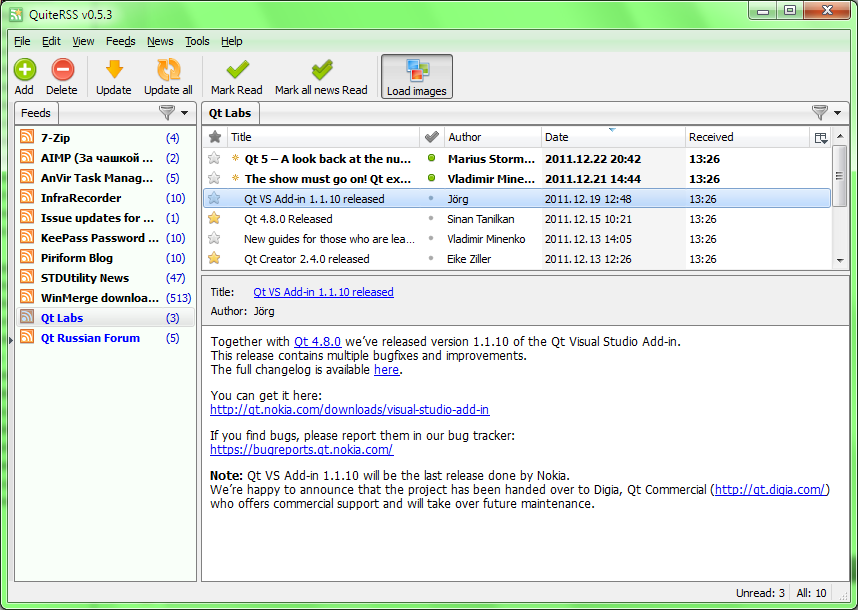 QuiteRSS v0.5.3
File Edit View Feeds News Tools Help
Add Delete Update Update all Mark Read Mark all news Read Load images
Feeds
7-Zip (4)
AIMP (За чашкой ... (2)
AnVir Task Manag... (5)
InfraRecorder (10)
Issue updates for ... (1)
KeePass Password ... (10)
Piriform Blog (10)
STDUtility News (47)
WinMerge downloa... (513)
Qt Labs (3)
Qt Russian Forum (5)
Qt Labs
Title Author Date Received
Qt 5 – A look back at the nu... Marius Storm... 2011.12.22 20:42 13:26
The show must go on! Qt ex... Vladimir Mine... 2011.12.21 14:44 13:26
Qt VS Add-in 1.1.10 released Jörg 2011.12.19 12:48 13:26
Qt 4.8.0 Released Sinan Tanilkan 2011.12.15 10:21 13:26
New guides for those who are lea... Vladimir Minenko 2011.12.13 14:05 13:26
Qt Creator 2.4.0 released Eike Ziller 2011.12.13 12:26 13:26
Title: Qt VS Add-in 1.1.10 released
Author: Jörg
Together with Qt 4.8.0 we've released version 1.1.10 of the Qt Visual Studio Add-in.
This release contains multiple bugfixes and improvements.
The full changelog is available here.
You can get it here:
http://qt.nokia.com/downloads/visual-studio-add-in
If you find bugs, please report them in our bug tracker:
https://bugreports.qt.nokia.com/
Note: Qt VS Add-in 1.1.10 will be the last release done by Nokia.
We're happy to announce that the project has been handed over to Digia, Qt Commercial (http://qt.digia.com/)
who offers commercial support and will take over future maintenance.
Unread: 3 All: 10